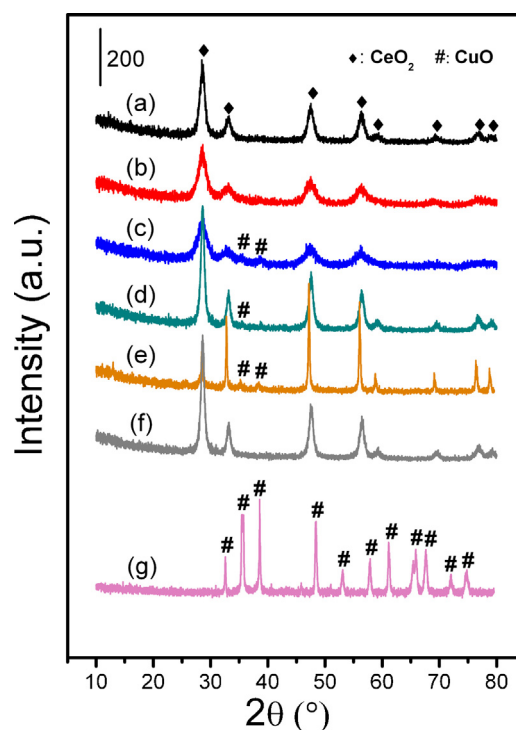 200
♦: CeO₂ #: CuO
(a)
(b)
(c)
# #
(d)
#
(e)
# #
(f)
(g)
# # # # # # # # # # # #
Intensity (a.u.)
10 20 30 40 50 60 70 80
2θ (°)